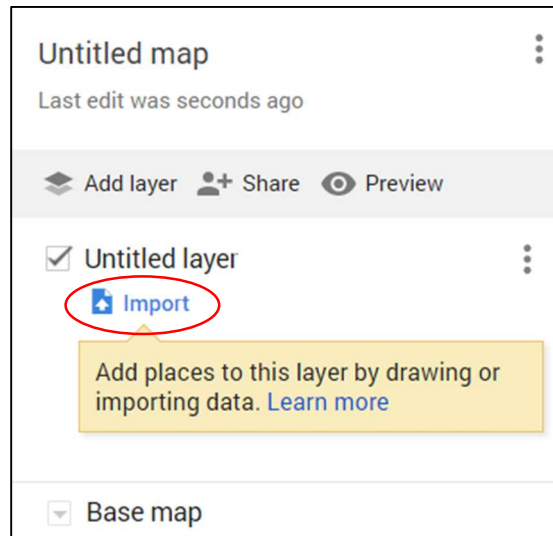 Untitled map
Last edit was seconds ago
Add layer Share Preview
Untitled layer
Import
Add places to this layer by drawing or
importing data. Learn more
Base map